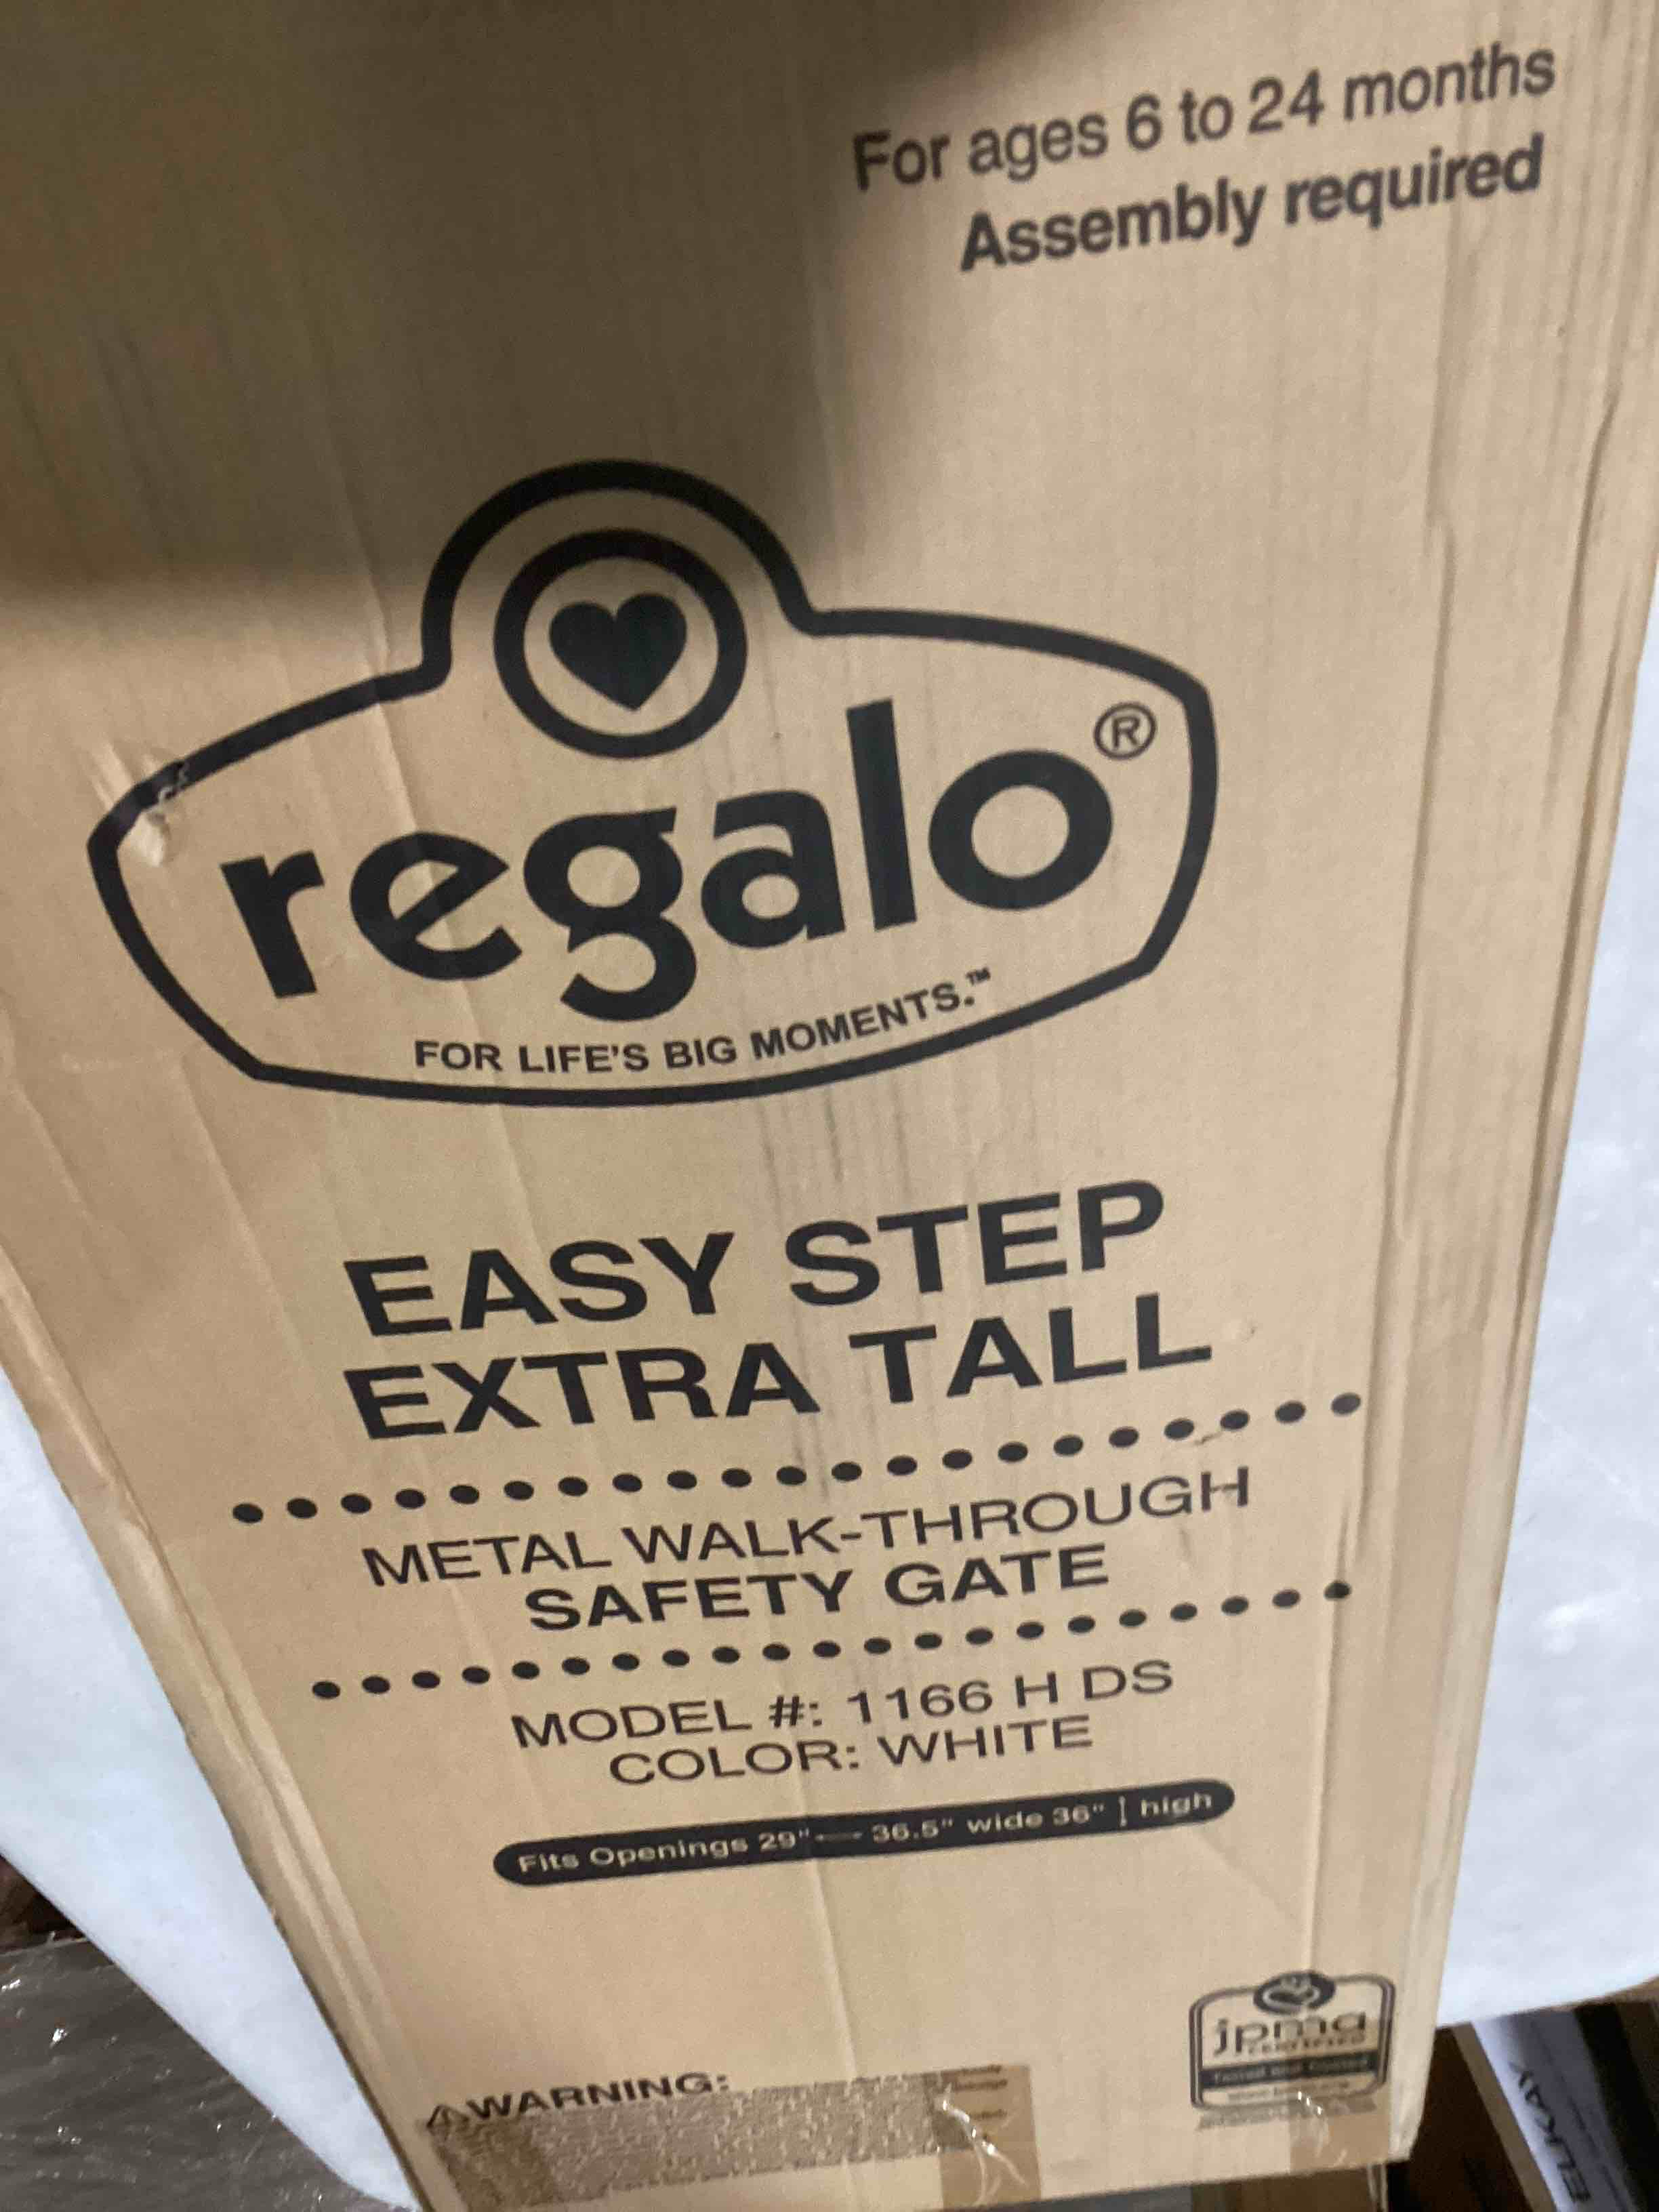 For ages 6 to 24 months
Assembly required
regalo®
FOR LIFE'S BIG MOMENTS.™
EASY STEP
EXTRA TALL
METAL WALK-THROUGH
SAFETY GATE
MODEL #: 1166 H DS
COLOR: WHITE
Fits Openings 29" 36.5" wide 36" high
jpma
CERTIFIED
WARNING:
ELKAY